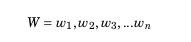 W = w₁, w₂, w₃, ...wₙ